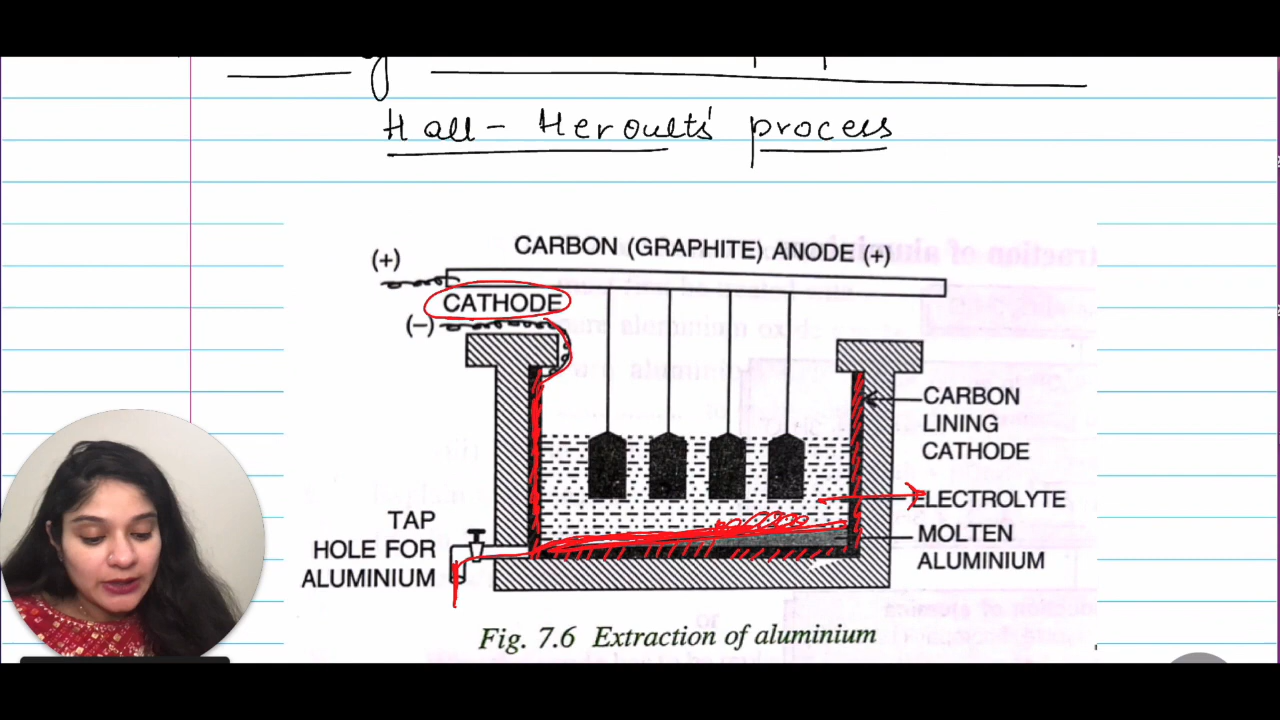 Hall-Heroults' process
CARBON (GRAPHITE) ANODE (+)
(+)
CATHODE
(–)
CARBON
LINING
CATHODE
ELECTROLYTE
MOLTEN
ALUMINIUM
TAP
HOLE FOR
ALUMINIUM
Fig. 7.6 Extraction of aluminium